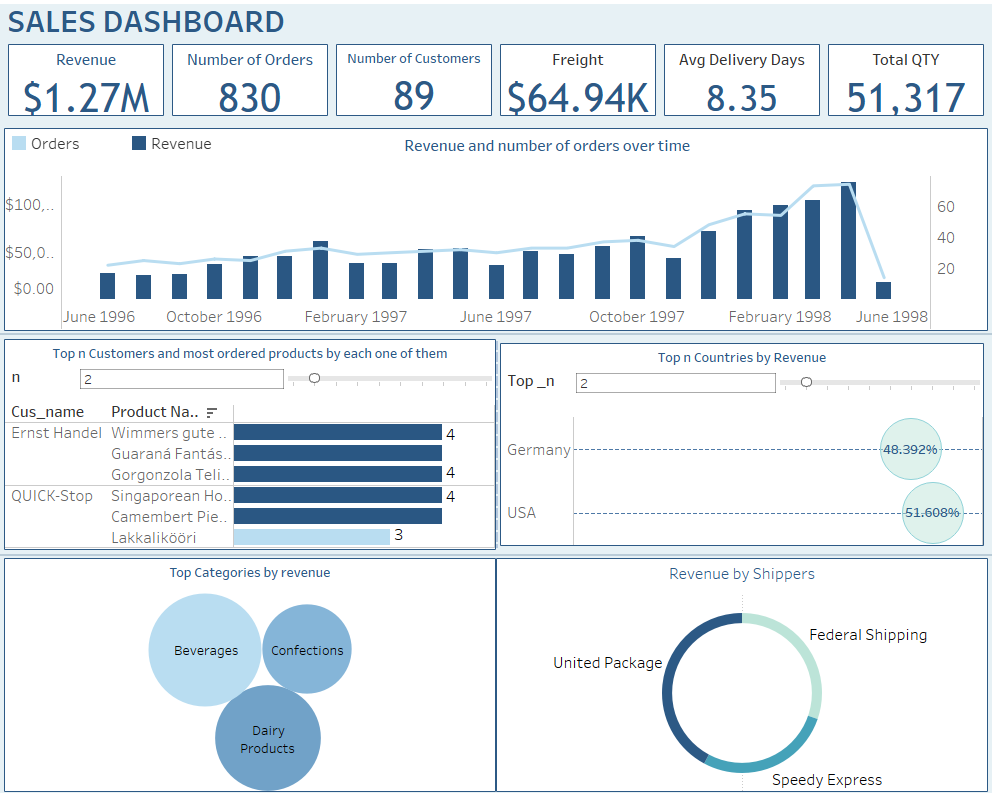 SALES DASHBOARD
Revenue
$1.27M
Number of Orders
830
Number of Customers
89
Freight
$64.94K
Avg Delivery Days
8.35
Total QTY
51,317
Orders
Revenue
Revenue and number of orders over time
$100,..
$50,0..
$0.00
60
40
20
June 1996
October 1996
February 1997
June 1997
October 1997
February 1998
June 1998
Top n Customers and most ordered products by each one of them
n
2
Cus_name
Product Na..
Ernst Handel
Wimmers gute ..
4
Guaraná Fantás..
Gorgonzola Teli..
4
QUICK-Stop
Singaporean Ho..
4
Camembert Pie..
Lakkalikööri
3
Top n Countries by Revenue
Top _n
2
Germany
48.392%
USA
51.608%
Top Categories by revenue
Beverages
Confections
Dairy
Products
Revenue by Shippers
Federal Shipping
United Package
Speedy Express